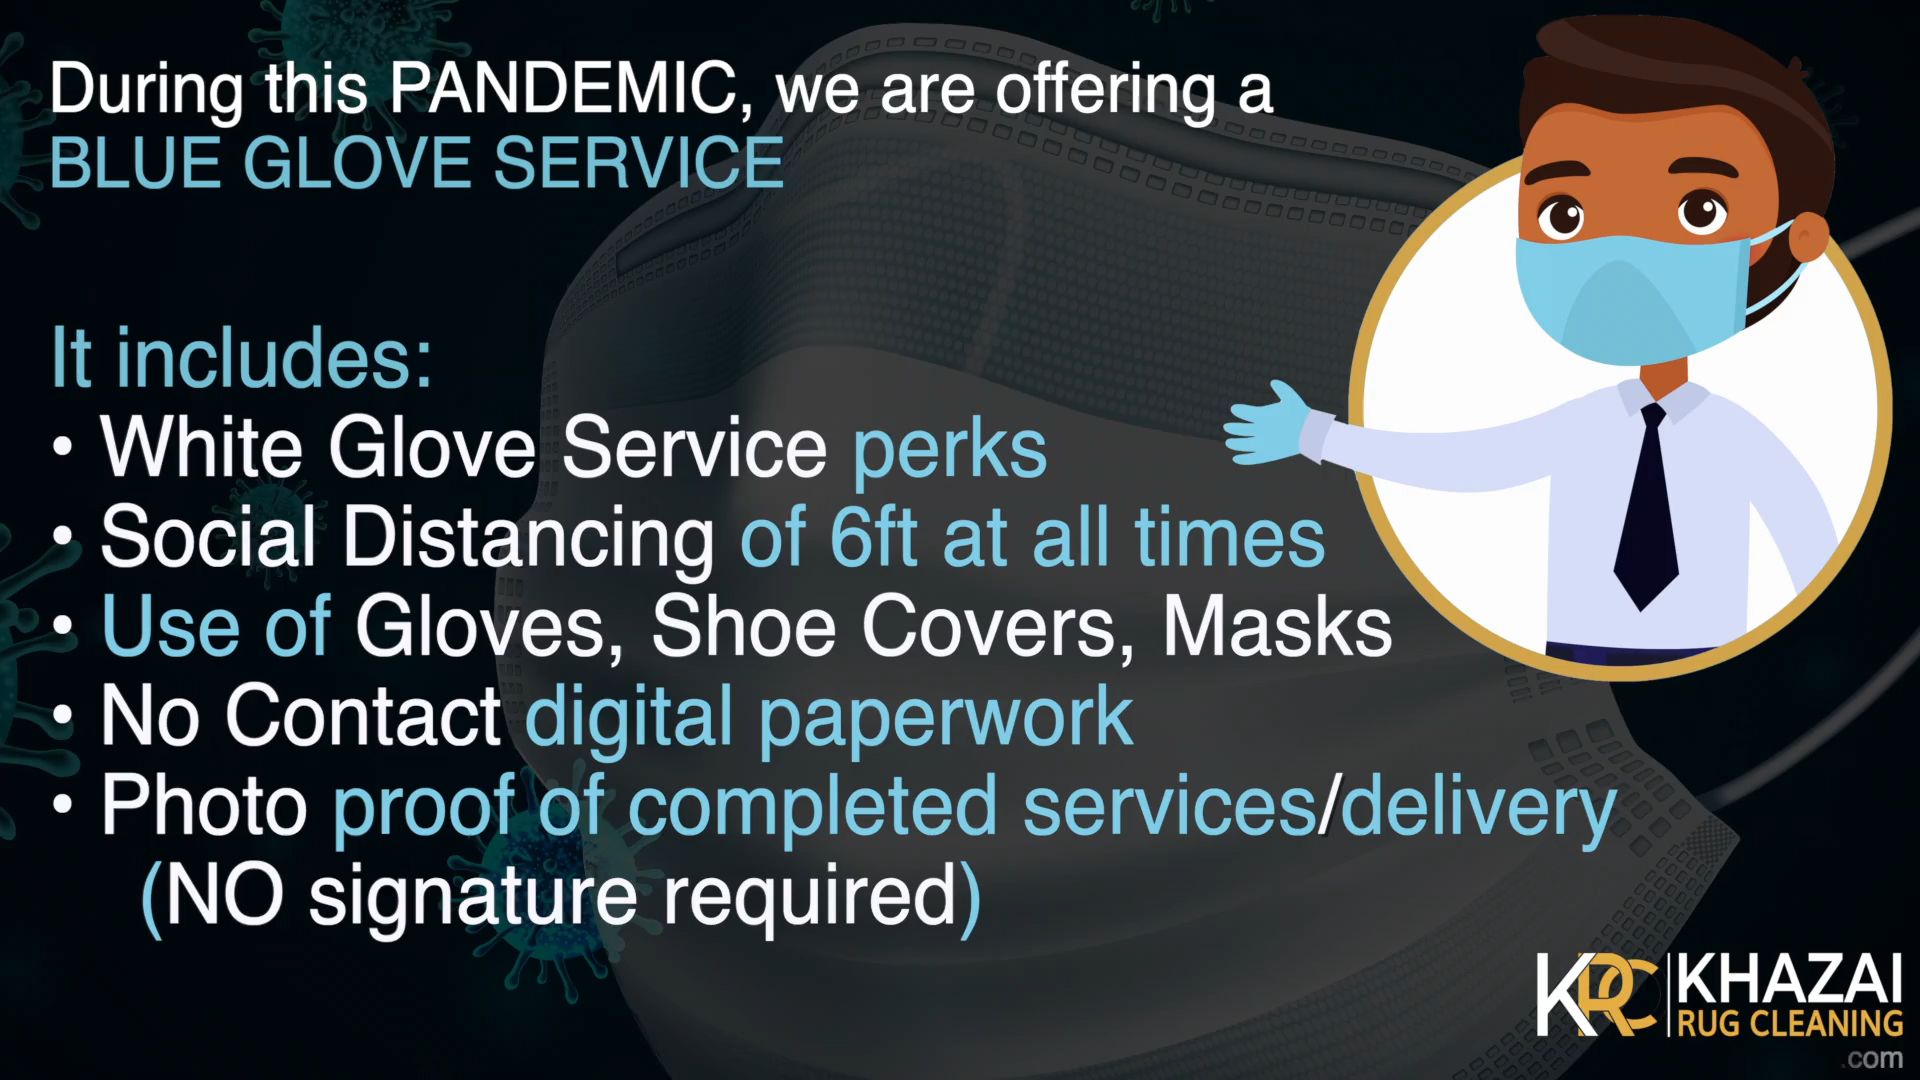 During this PANDEMIC, we are offering a
BLUE GLOVE SERVICE
It includes:
• White Glove Service perks
• Social Distancing of 6ft at all times
• Use of Gloves, Shoe Covers, Masks
• No Contact digital paperwork
• Photo proof of completed services/delivery
(NO signature required)
KRC KHAZAI
RUG CLEANING
.com